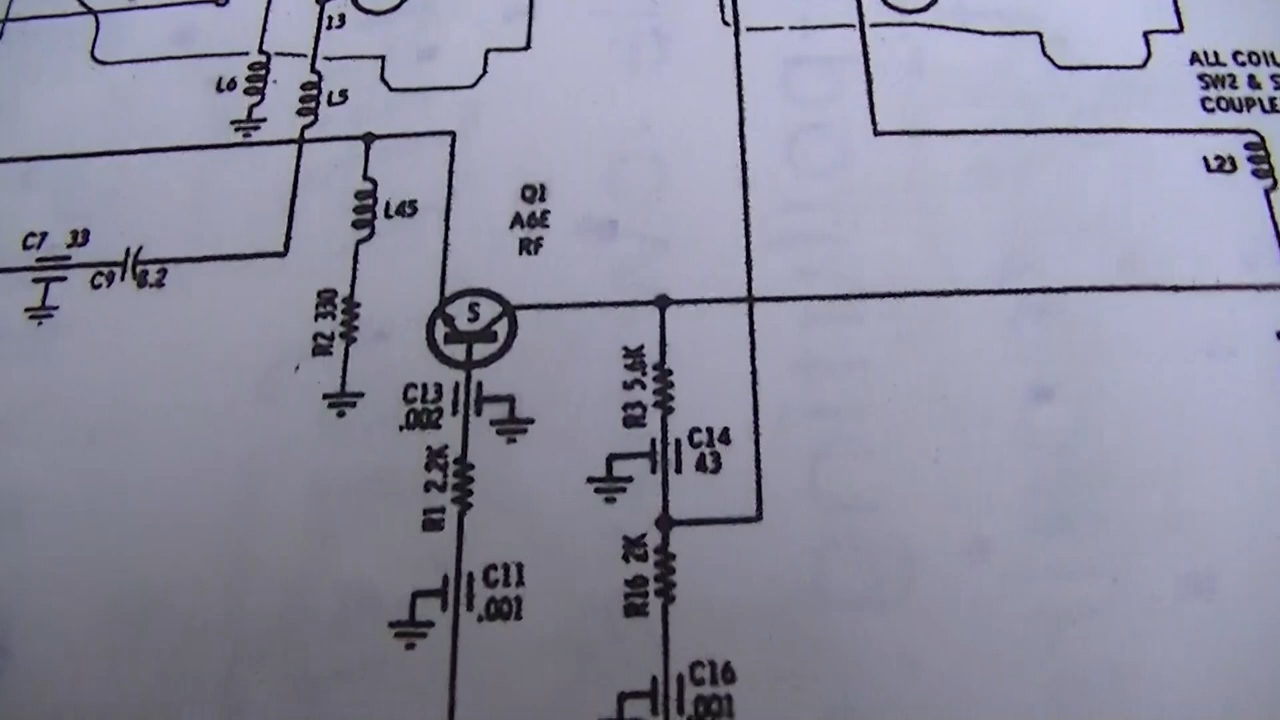 13
L6
L5
ALL COIL
SW2 & S
COUPLE
L23
L45
Q1
A6E
RF
C7 33
C9 8.2
S
R2 330
C13
R3 5.6K
C14
43
R1 2.2K
C11
.001
R16 2K
C16
.001